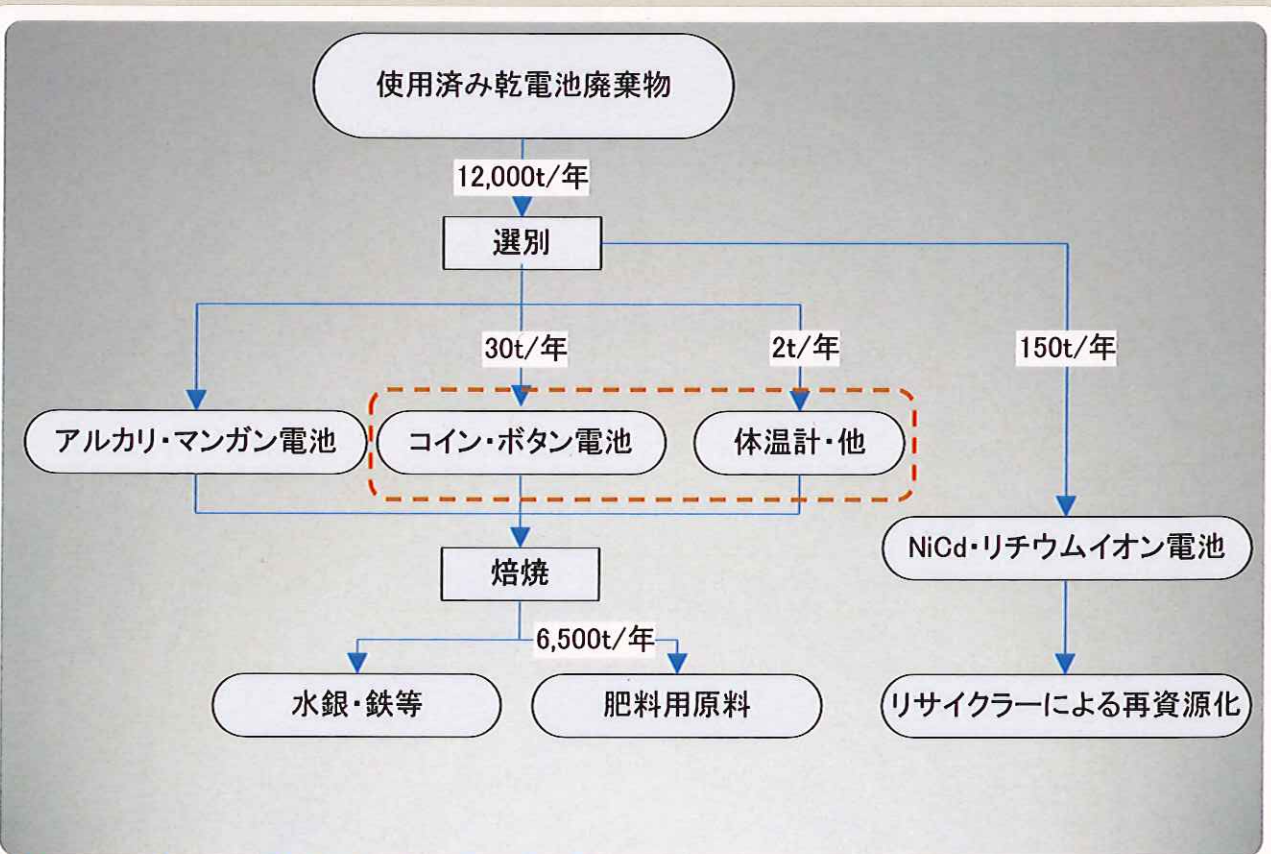 使用済み乾電池廃棄物
12,000t/年
選別
30t/年
2t/年
150t/年
アルカリ・マンガン電池
コイン・ボタン電池
体温計・他
NiCd・リチウムイオン電池
焙焼
6,500t/年
水銀・鉄等
肥料用原料
リサイクラーによる再資源化